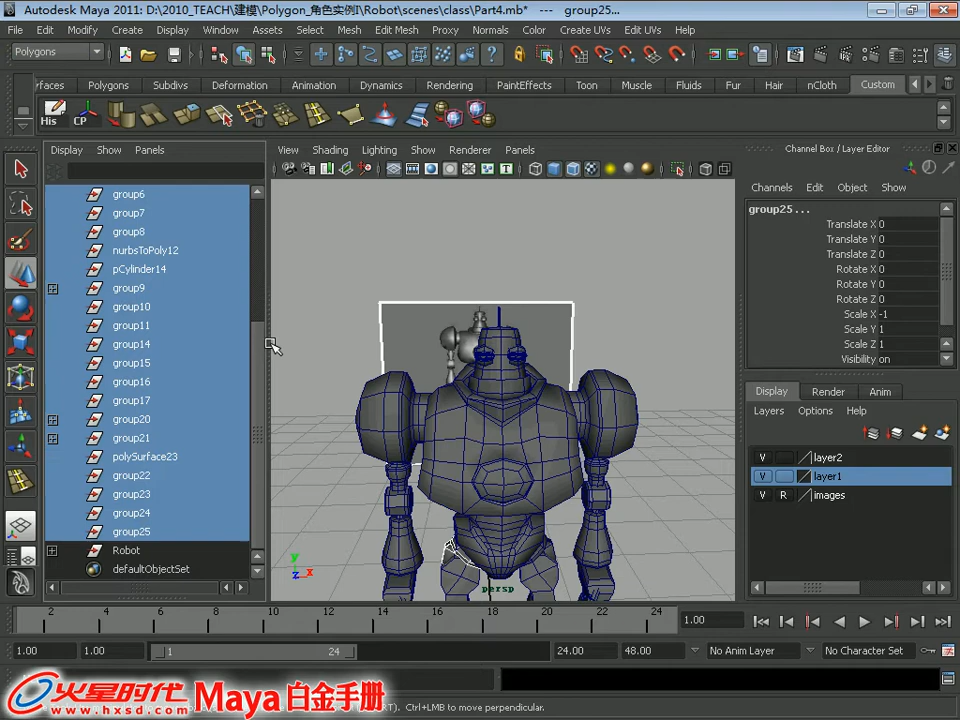 Autodesk Maya 2011: D:\2010_TEACH\建模\Polygon_角色实例\Robot\scenes\class\Part4.mb* --- group25...
File Edit Modify Create Display Window Assets Select Mesh Edit Mesh Proxy Normals Color Create UVs Edit UVs Help
Polygons
rfaces Polygons Subdivs Deformation Animation Dynamics Rendering PaintEffects Toon Muscle Fluids Fur Hair nCloth Custom
His CP
Display Show Panels
View Shading Lighting Show Renderer Panels
Channel Box / Layer Editor
Channels Edit Object Show
group25...
Translate X 0
Translate Y 0
Translate Z 0
Rotate X 0
Rotate Y 0
Rotate Z 0
Scale X -1
Scale Y 1
Scale Z 1
Visibility on
group6
group7
group8
nurbsToPoly12
pCylinder14
group9
group10
group11
group14
group15
group16
group17
group20
group21
polySurface23
group22
group23
group24
group25
Robot
defaultObjectSet
y
z x
persp
Display Render Anim
Layers Options Help
V layer2
V layer1
V R images
2 4 6 8 10 12 14 16 18 20 22 24
1.00
1.00 1.00 1 24 24.00 48.00 No Anim Layer No Character Set
火星时代
www.hxsd.com
Maya 白金手册
RT). Ctrl+LMB to move perpendicular.